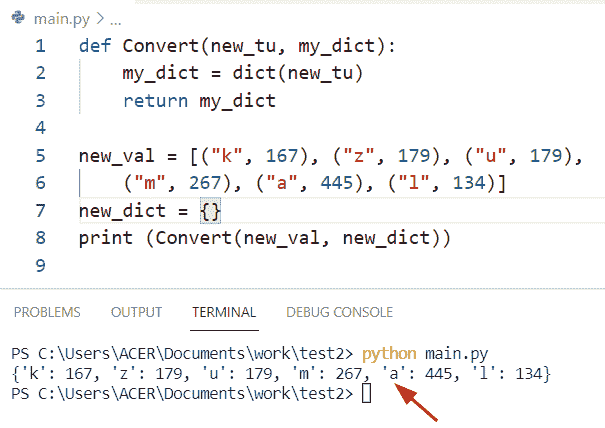 main.py > ...
1 def Convert(new_tu, my_dict):
2 my_dict = dict(new_tu)
3 return my_dict
4
5 new_val = [("k", 167), ("z", 179), ("u", 179),
6 ("m", 267), ("a", 445), ("l", 134)]
7 new_dict = {}
8 print (Convert(new_val, new_dict))
9
PROBLEMS OUTPUT TERMINAL DEBUG CONSOLE
PS C:\Users\ACER\Documents\work\test2> python main.py
{'k': 167, 'z': 179, 'u': 179, 'm': 267, 'a': 445, 'l': 134}
PS C:\Users\ACER\Documents\work\test2>